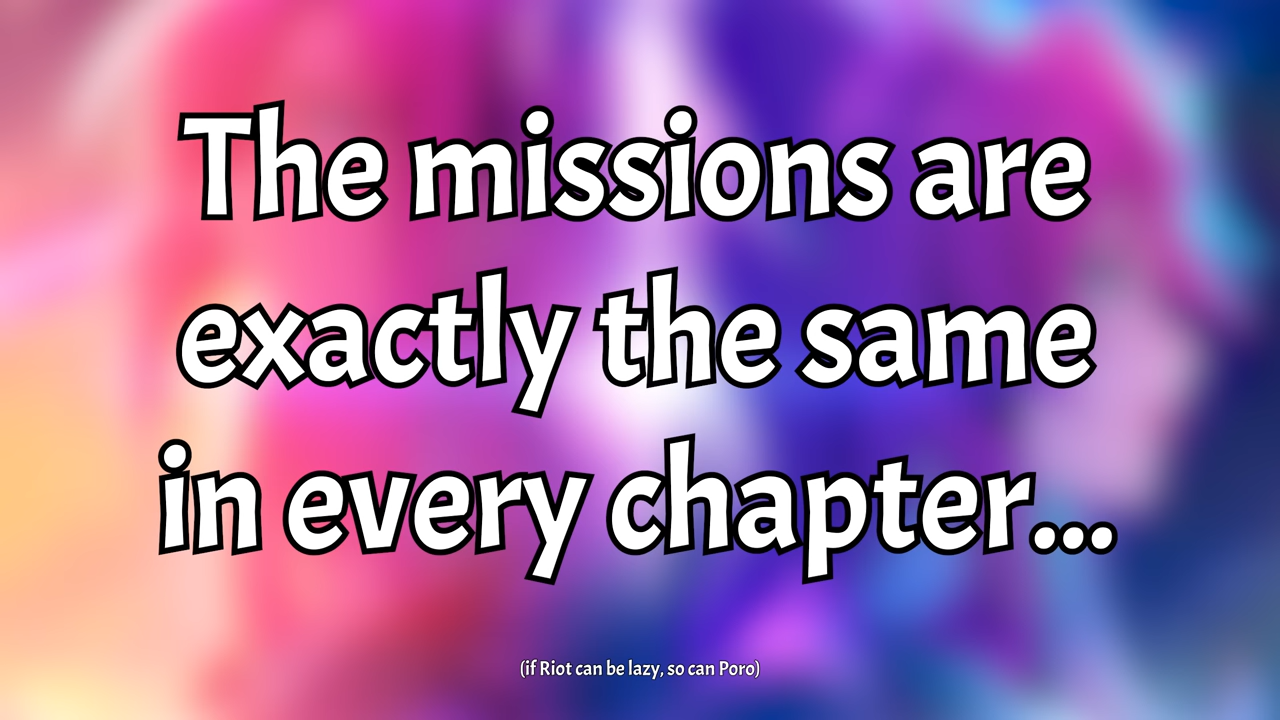 The missions are
exactly the same
in every chapter...
(if Riot can be lazy, so can Poro)